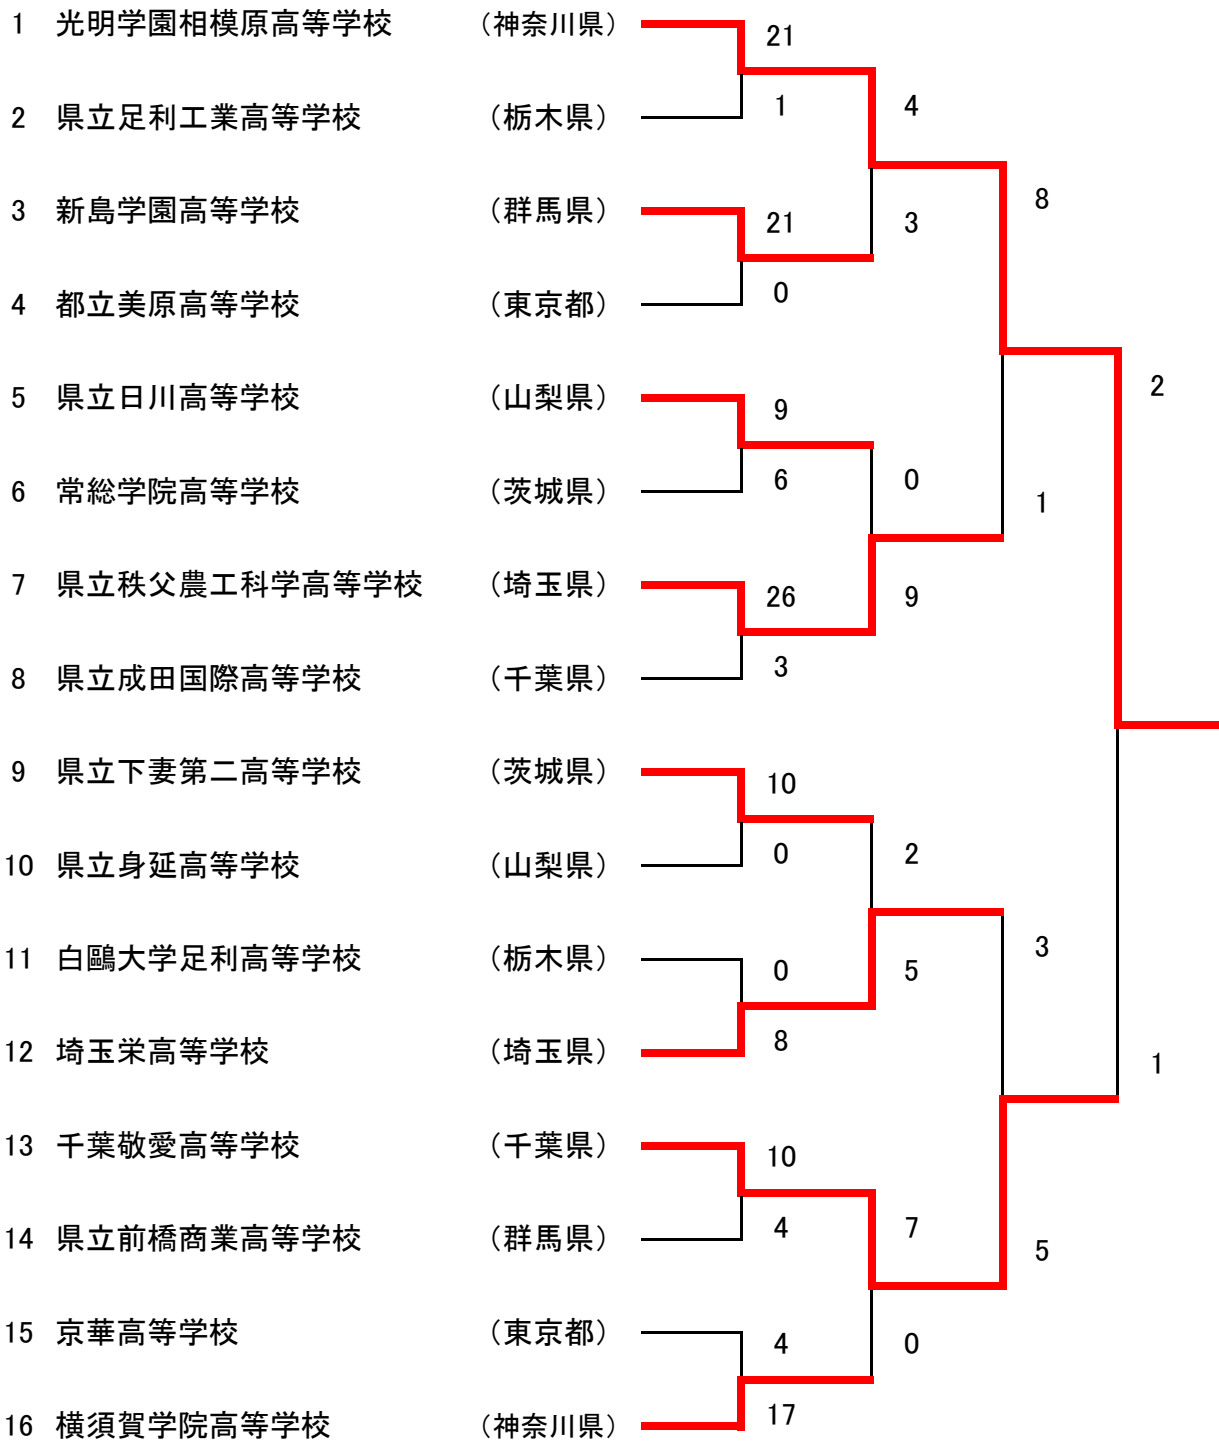 1 光明学園相模原高等学校 （神奈川県） 21
2 県立足利工業高等学校 （栃木県） 1 4
8
3 新島学園高等学校 （群馬県） 21 3
4 都立美原高等学校 （東京都） 0
2
5 県立日川高等学校 （山梨県） 9
6 常総学院高等学校 （茨城県） 6 0 1
7 県立秩父農工科学高等学校 （埼玉県） 26 9
8 県立成田国際高等学校 （千葉県） 3
9 県立下妻第二高等学校 （茨城県） 10
10 県立身延高等学校 （山梨県） 0 2
11 白鷗大学足利高等学校 （栃木県） 0 5 3
12 埼玉栄高等学校 （埼玉県） 8 1
13 千葉敬愛高等学校 （千葉県） 10
14 県立前橋商業高等学校 （群馬県） 4 7 5
15 京華高等学校 （東京都） 4 0
16 横須賀学院高等学校 （神奈川県） 17